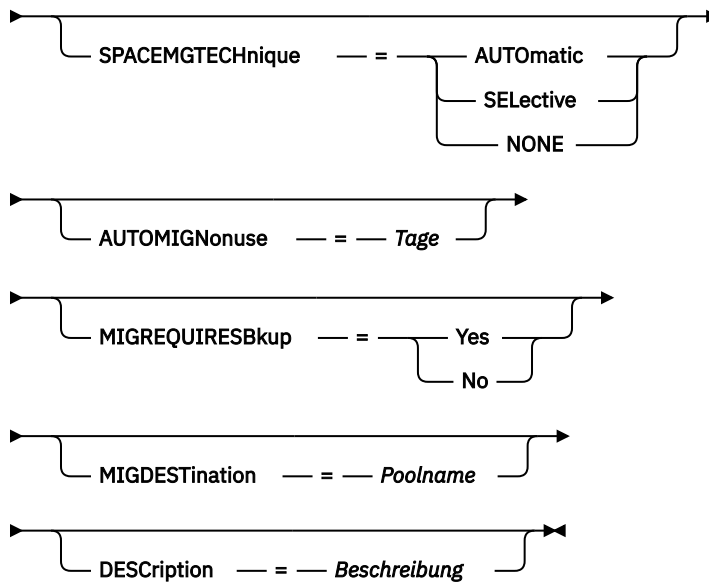 SPACEMGTECHnique = AUTOmatic
SELective
NONE
AUTOMIGNonuse = Tage
MIGREQUIRESBkup = Yes
No
MIGDESTination = Poolname
DESCription = Beschreibung